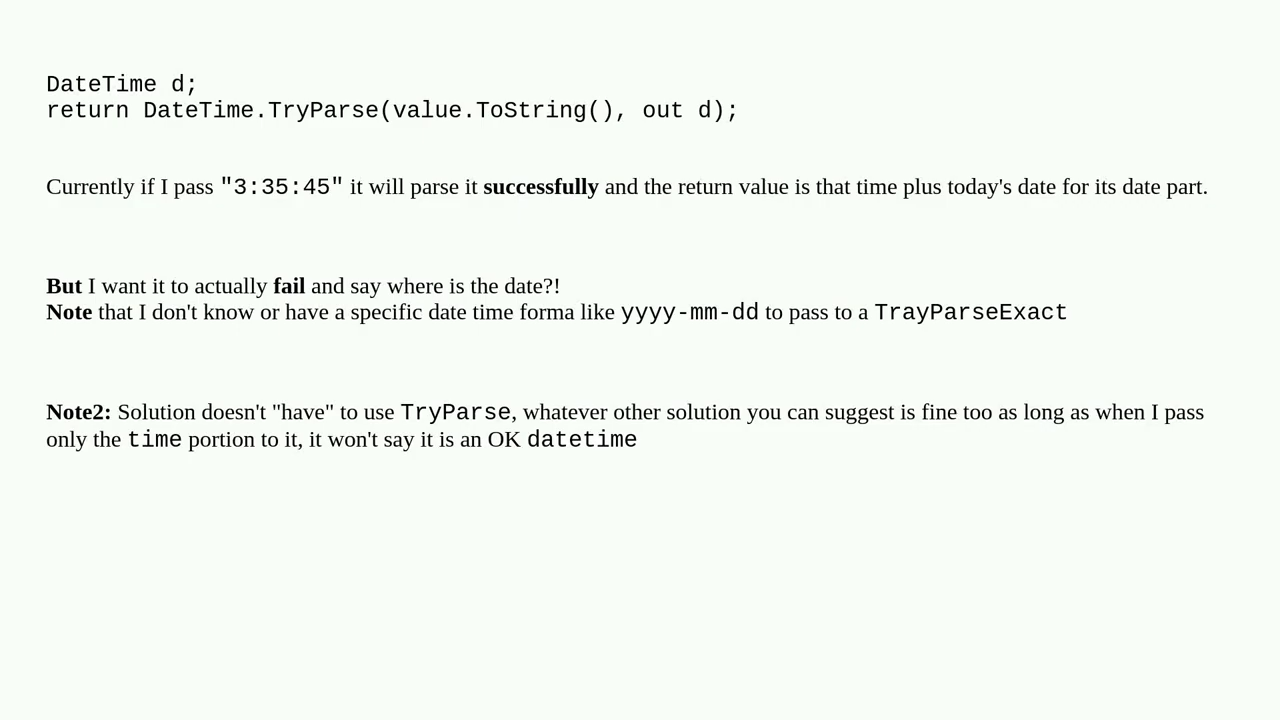 DateTime d;
return DateTime.TryParse(value.ToString(), out d);
Currently if I pass "3:35:45" it will parse it successfully and the return value is that time plus today's date for its date part.
But I want it to actually fail and say where is the date?!
Note that I don't know or have a specific date time forma like yyyy-mm-dd to pass to a TrayParseExact
Note2: Solution doesn't "have" to use TryParse, whatever other solution you can suggest is fine too as long as when I pass
only the time portion to it, it won't say it is an OK datetime